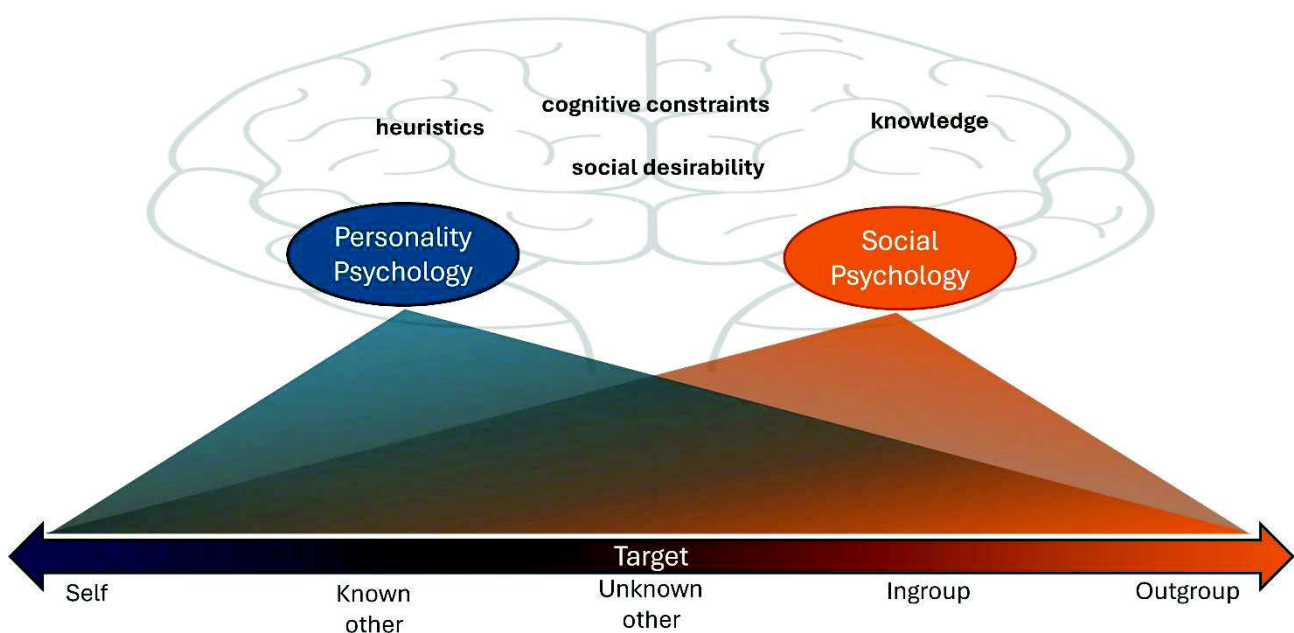 cognitive constraints
heuristics
knowledge
social desirability
Personality
Psychology
Social
Psychology
Target
Self
Known
other
Unknown
other
Ingroup
Outgroup